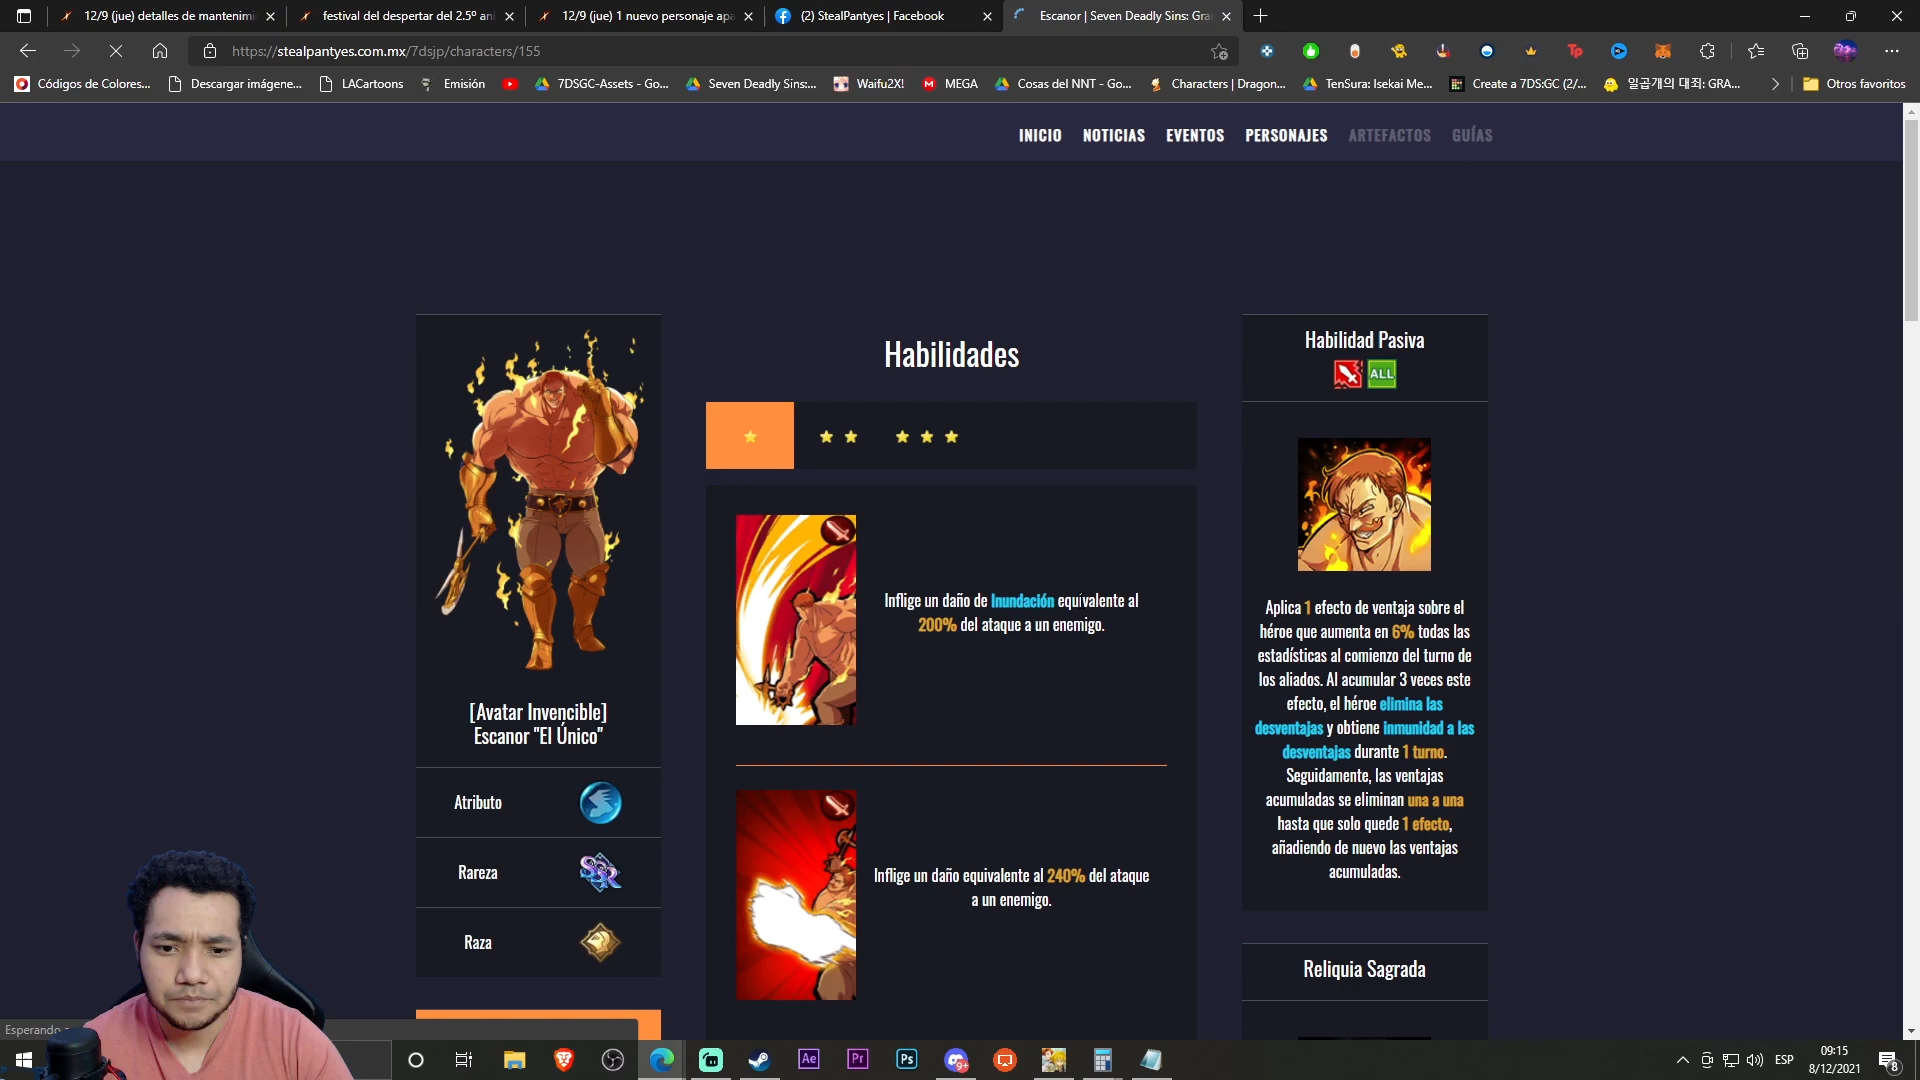 12/9 (jue) detalles de mantenimi
festival del despertar del 2.5º ani
12/9 (jue) 1 nuevo personaje apa
(2) StealPantyes | Facebook
Escanor | Seven Deadly Sins: Gra
https://stealpantyes.com.mx/7dsjp/characters/155
Códigos de Colores...
Descargar imágene...
LACartoons
Emisión
7DSGC-Assets - Go...
Seven Deadly Sins:...
Waifu2X!
MEGA
Cosas del NNT - Go...
Characters | Dragon...
TenSura: Isekai Me...
Create a 7DS:GC (2/...
일곱개의 대죄: GRA...
Otros favoritos
INICIO
NOTICIAS
EVENTOS
PERSONAJES
ARTEFACTOS
GUÍAS
[Avatar Invencible]
Escanor "El Único"
Atributo
Rareza
SSR
Raza
Habilidades
Inflige un daño de Inundación equivalente al
200% del ataque a un enemigo.
Inflige un daño equivalente al 240% del ataque
a un enemigo.
Habilidad Pasiva
ALL
Aplica 1 efecto de ventaja sobre el
héroe que aumenta en 6% todas las
estadísticas al comienzo del turno de
los aliados. Al acumular 3 veces este
efecto, el héroe elimina las
desventajas y obtiene inmunidad a las
desventajas durante 1 turno.
Seguidamente, las ventajas
acumuladas se eliminan una a una
hasta que solo quede 1 efecto,
añadiendo de nuevo las ventajas
acumuladas.
Reliquia Sagrada
Esperando
Ae
Pr
Ps
9+
ESP
09:15
8/12/2021
8